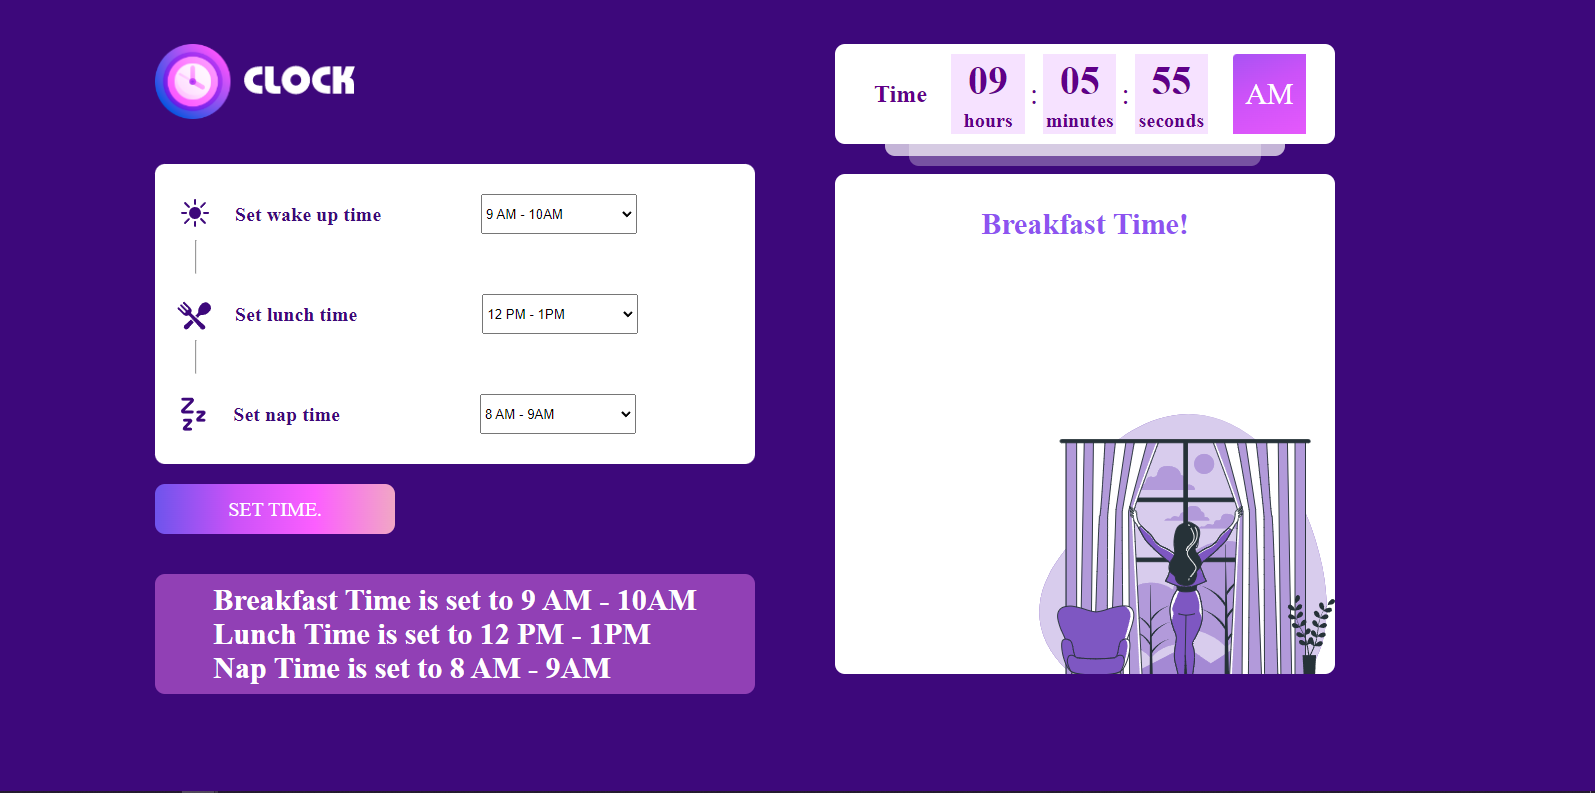 CLOCK
Set wake up time
9 AM - 10AM
Set lunch time
12 PM - 1PM
Set nap time
8 AM - 9AM
SET TIME.
Breakfast Time is set to 9 AM - 10AM
Lunch Time is set to 12 PM - 1PM
Nap Time is set to 8 AM - 9AM
Time 09 : 05 : 55 AM
hours minutes seconds
Breakfast Time!
Z Z Z